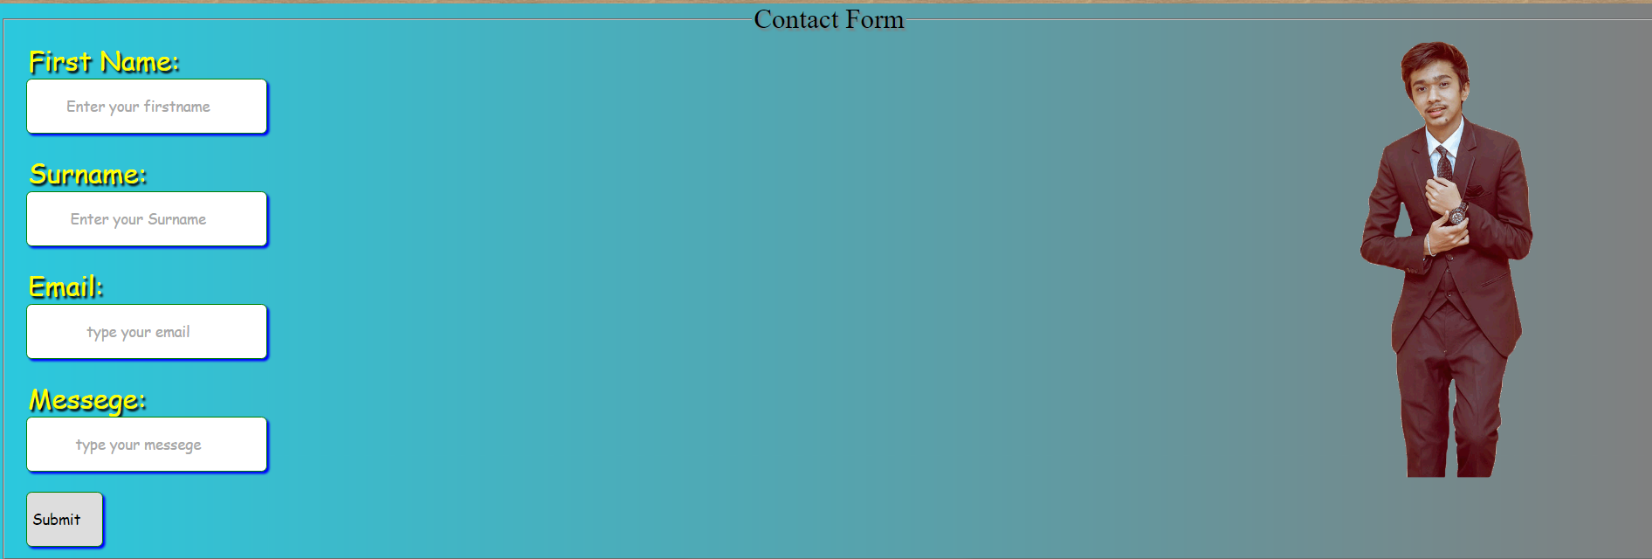 Contact Form
First Name:
Enter your firstname
Surname:
Enter your Surname
Email:
type your email
Messege:
type your messege
Submit